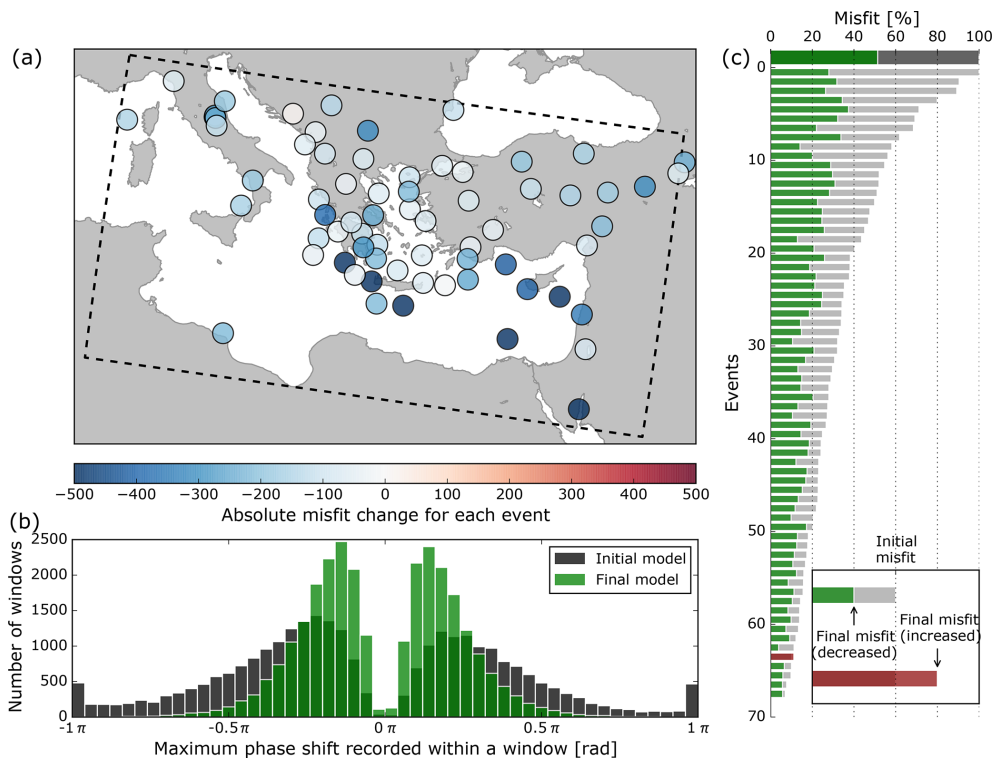 (a)
−500 −400 −300 −200 −100 0 100 200 300 400 500
Absolute misfit change for each event
(b)
2500
2000
1500
1000
500
0
Number of windows
Initial model
Final model
-1 π -0.5 π 0 π 0.5 π 1 π
Maximum phase shift recorded within a window [rad]
(c)
Misfit [%]
0 20 40 60 80 100
0
10
20
30
40
50
60
70
Events
Initial
misfit
Final misfit
(decreased)
Final misfit
(increased)